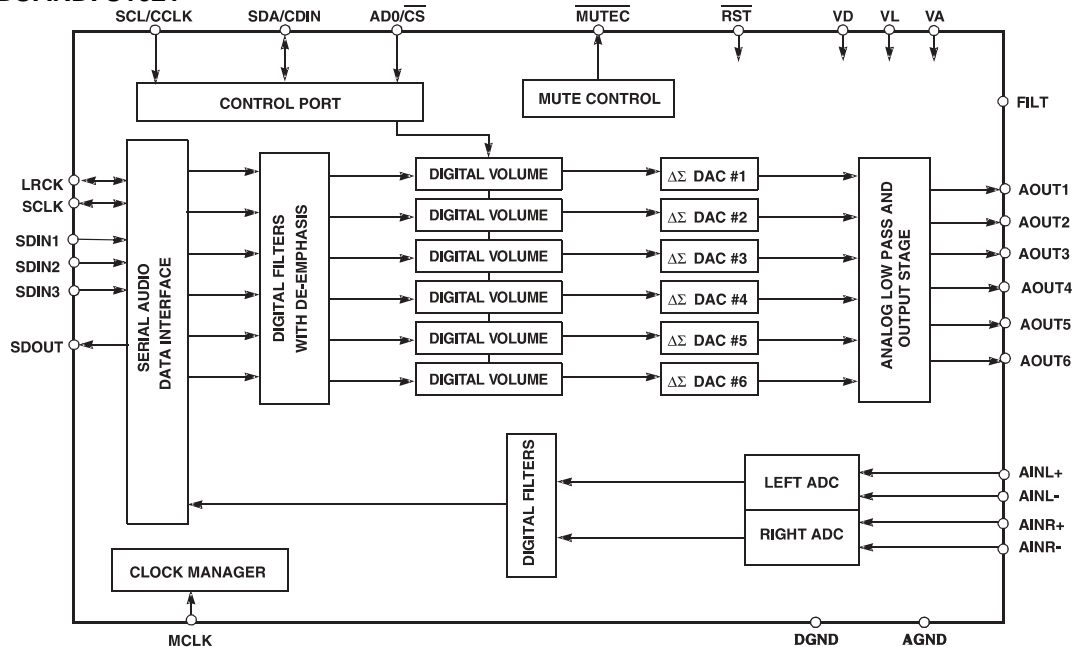 SCL/CCLK SDA/CDIN AD0/CS MUTEC RST VD VL VA
CONTROL PORT
MUTE CONTROL
FILT
LRCK
SCLK
SDIN1
SDIN2
SDIN3
SDOUT
SERIAL AUDIO
DATA INTERFACE
DIGITAL FILTERS
WITH DE-EMPHASIS
DIGITAL VOLUME
DIGITAL VOLUME
DIGITAL VOLUME
DIGITAL VOLUME
DIGITAL VOLUME
DIGITAL VOLUME
ΔΣ DAC #1
ΔΣ DAC #2
ΔΣ DAC #3
ΔΣ DAC #4
ΔΣ DAC #5
ΔΣ DAC #6
ANALOG LOW PASS AND
OUTPUT STAGE
AOUT1
AOUT2
AOUT3
AOUT4
AOUT5
AOUT6
DIGITAL FILTERS
LEFT ADC
RIGHT ADC
AINL+
AINL-
AINR+
AINR-
CLOCK MANAGER
MCLK
DGND
AGND